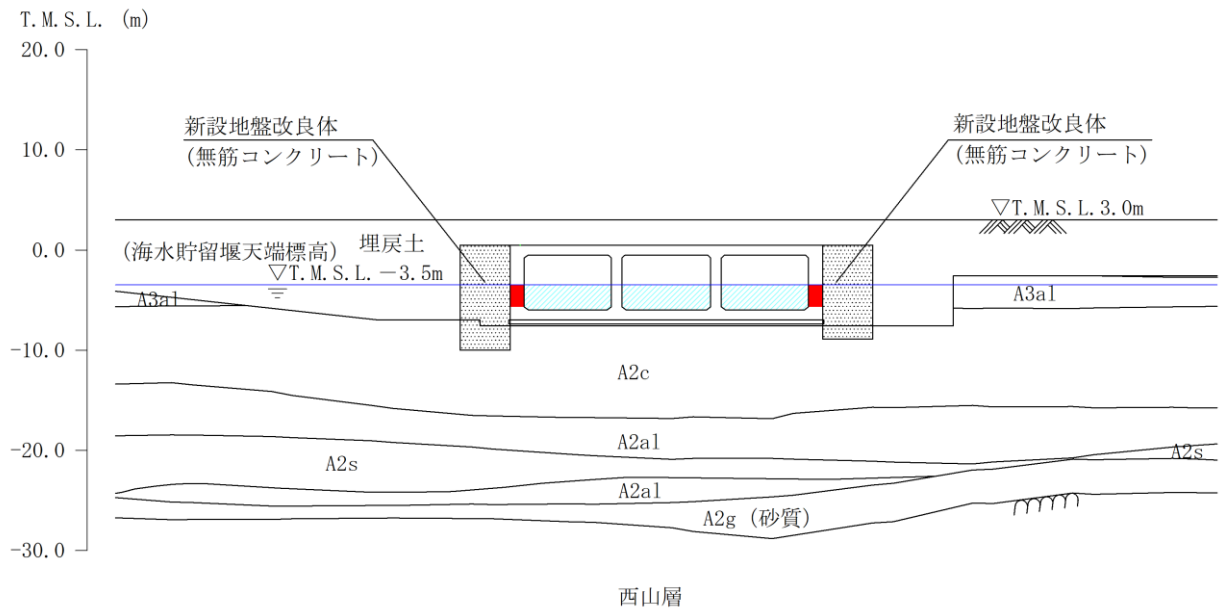 T.M.S.L. (m)
20.0
新設地盤改良体
(無筋コンクリート)
新設地盤改良体
(無筋コンクリート)
10.0
▽T.M.S.L.3.0m
0.0
(海水貯留堰天端標高)
埋戻土
▽T.M.S.L.－3.5m
A3al
A3al
-10.0
A2c
A2al
-20.0
A2s
A2s
A2al
A2g (砂質)
-30.0
西山層